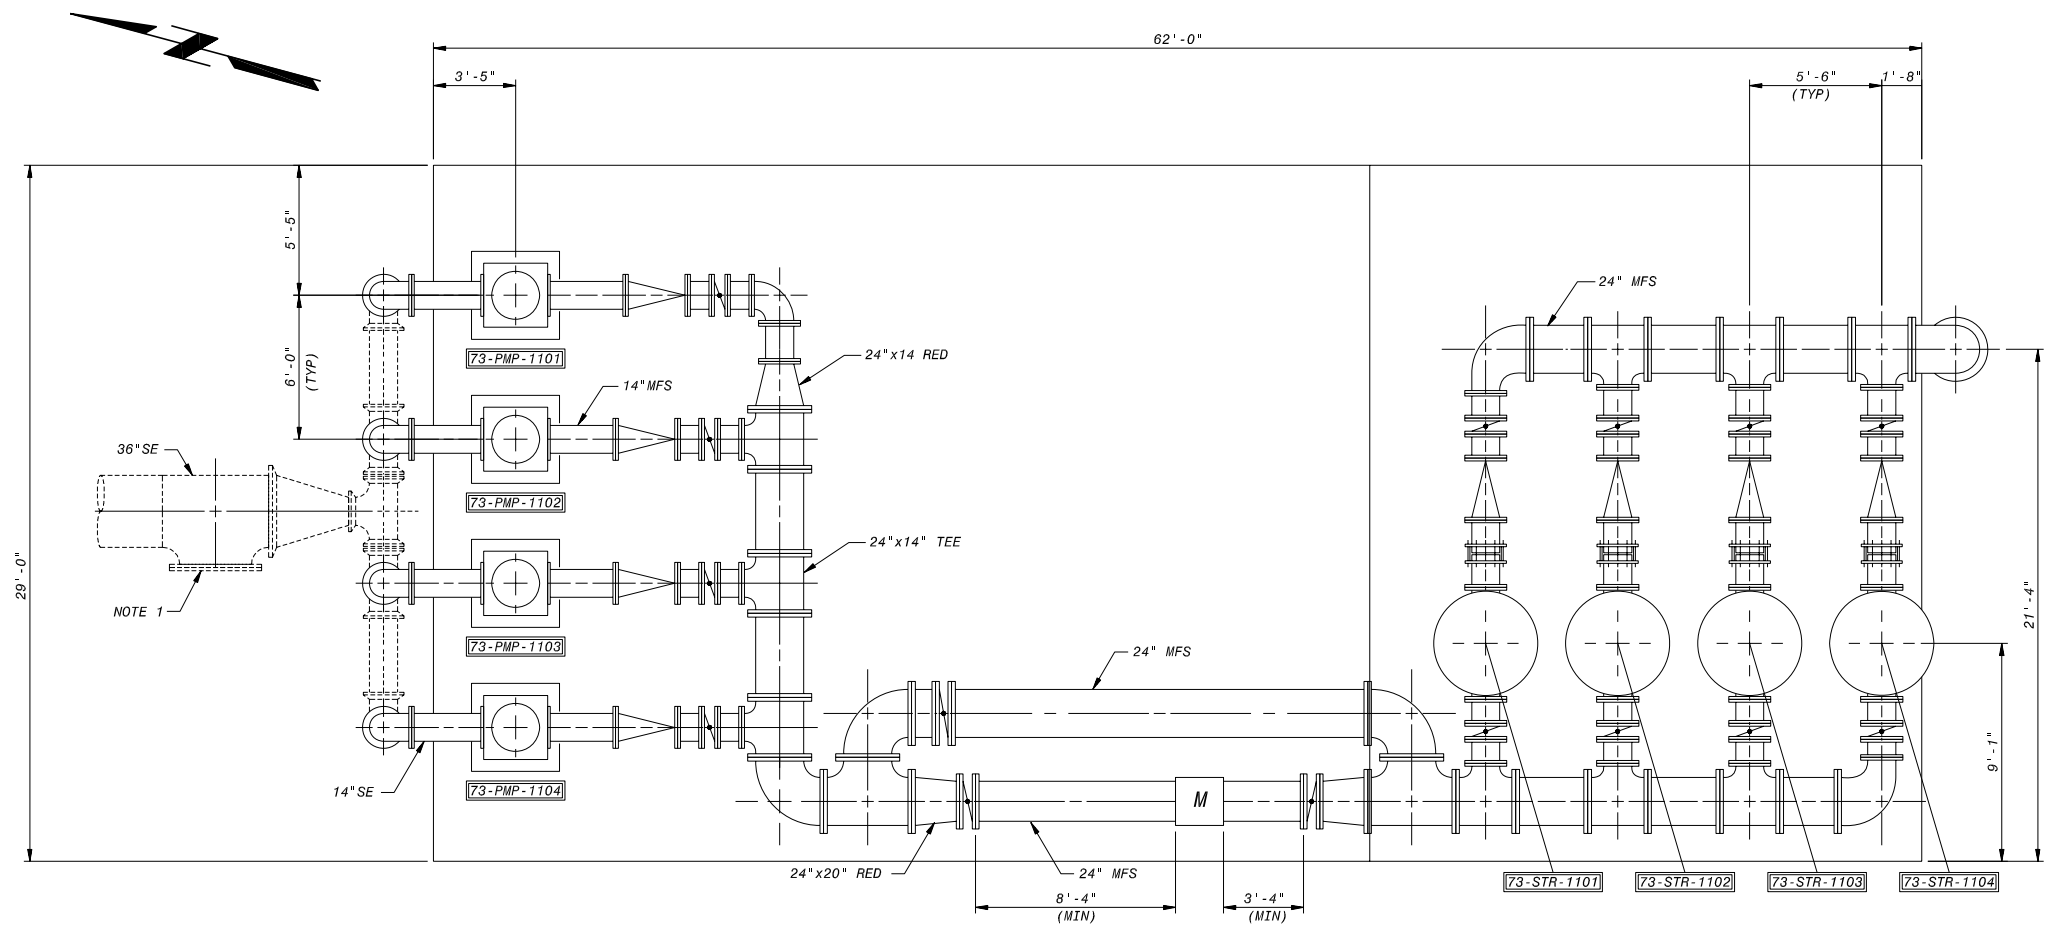 62'-0"
3'-5"
5'-6"
(TYP)
1'-8"
5'-5"
6'-0"
(TYP)
29'-0"
24" MFS
73-PMP-1101
24"x14 RED
14"MFS
36"SE
73-PMP-1102
24"x14" TEE
NOTE 1
21'-4"
73-PMP-1103
24" MFS
9'-1"
14"SE
73-PMP-1104
M
24"x20" RED
24" MFS
73-STR-1101
73-STR-1102
73-STR-1103
73-STR-1104
8'-4"
(MIN)
3'-4"
(MIN)